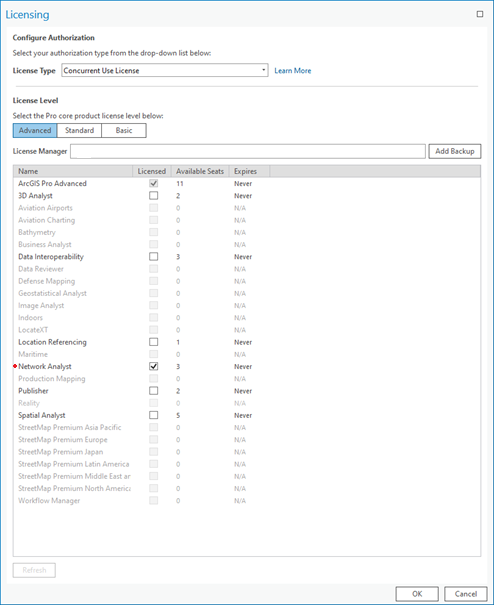 Licensing
Configure Authorization
Select your authorization type from the drop-down list below:
License Type Concurrent Use License Learn More
License Level
Select the Pro core product license level below:
Advanced Standard Basic
License Manager Add Backup
Name Licensed Available Seats Expires
ArcGIS Pro Advanced 11 Never
3D Analyst 2 Never
Aviation Airports 0 N/A
Aviation Charting 0 N/A
Bathymetry 0 N/A
Business Analyst 0 N/A
Data Interoperability 3 Never
Data Reviewer 0 N/A
Defense Mapping 0 N/A
Geostatistical Analyst 0 N/A
Image Analyst 0 N/A
Indoors 0 N/A
LocateXT 0 N/A
Location Referencing 1 Never
Maritime 0 N/A
Network Analyst 3 Never
Production Mapping 0 N/A
Publisher 2 Never
Reality 0 N/A
Spatial Analyst 5 Never
StreetMap Premium Asia Pacific 0 N/A
StreetMap Premium Europe 0 N/A
StreetMap Premium Japan 0 N/A
StreetMap Premium Latin America 0 N/A
StreetMap Premium Middle East ar 0 N/A
StreetMap Premium North America 0 N/A
Workflow Manager 0 N/A
Refresh
OK Cancel